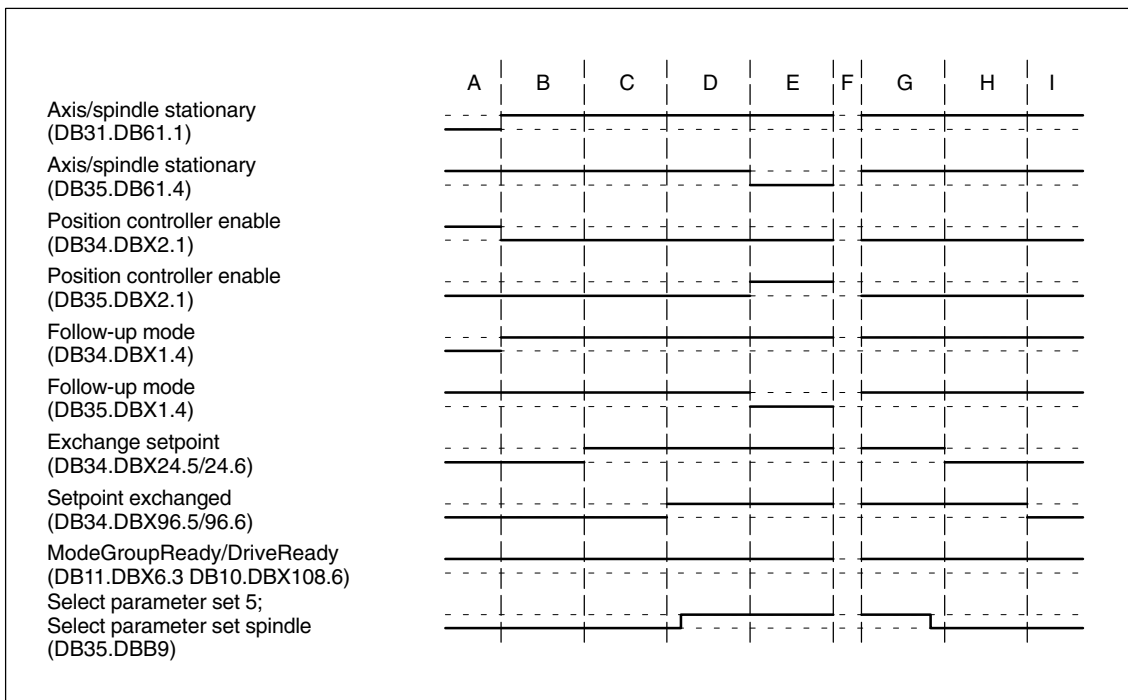 A B C D E F G H I
Axis/spindle stationary
(DB31.DB61.1)
Axis/spindle stationary
(DB35.DB61.4)
Position controller enable
(DB34.DBX2.1)
Position controller enable
(DB35.DBX2.1)
Follow-up mode
(DB34.DBX1.4)
Follow-up mode
(DB35.DBX1.4)
Exchange setpoint
(DB34.DBX24.5/24.6)
Setpoint exchanged
(DB34.DBX96.5/96.6)
ModeGroupReady/DriveReady
(DB11.DBX6.3 DB10.DBX108.6)
Select parameter set 5;
Select parameter set spindle
(DB35.DBB9)